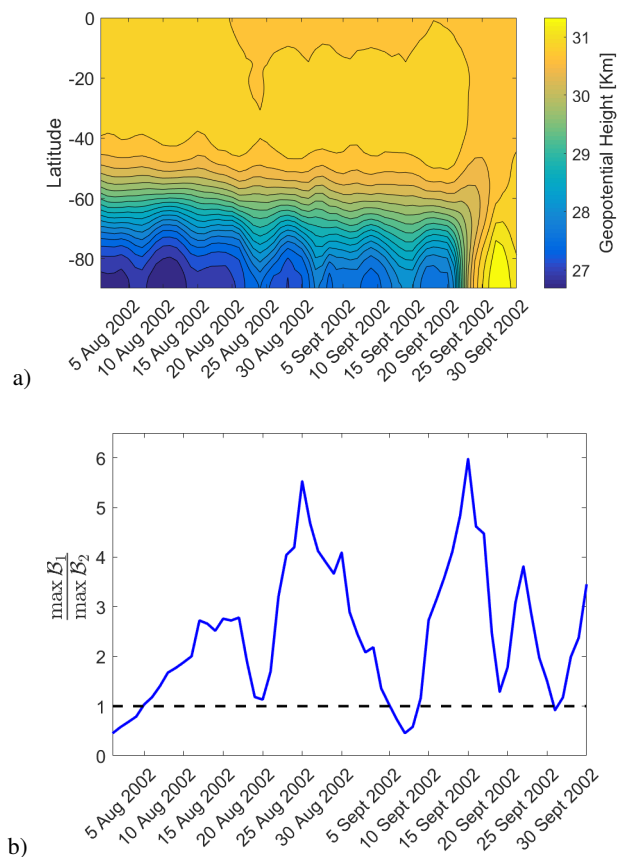 0
-20
-40
-60
-80
Latitude
5 Aug 2002
10 Aug 2002
15 Aug 2002
20 Aug 2002
25 Aug 2002
30 Aug 2002
5 Sept 2002
10 Sept 2002
15 Sept 2002
20 Sept 2002
25 Sept 2002
30 Sept 2002
31
30
29
28
27
Geopotential Height [Km]
a)
6
5
4
3
2
1
0
max B₁
max B₂
5 Aug 2002
10 Aug 2002
15 Aug 2002
20 Aug 2002
25 Aug 2002
30 Aug 2002
5 Sept 2002
10 Sept 2002
15 Sept 2002
20 Sept 2002
25 Sept 2002
30 Sept 2002
b)